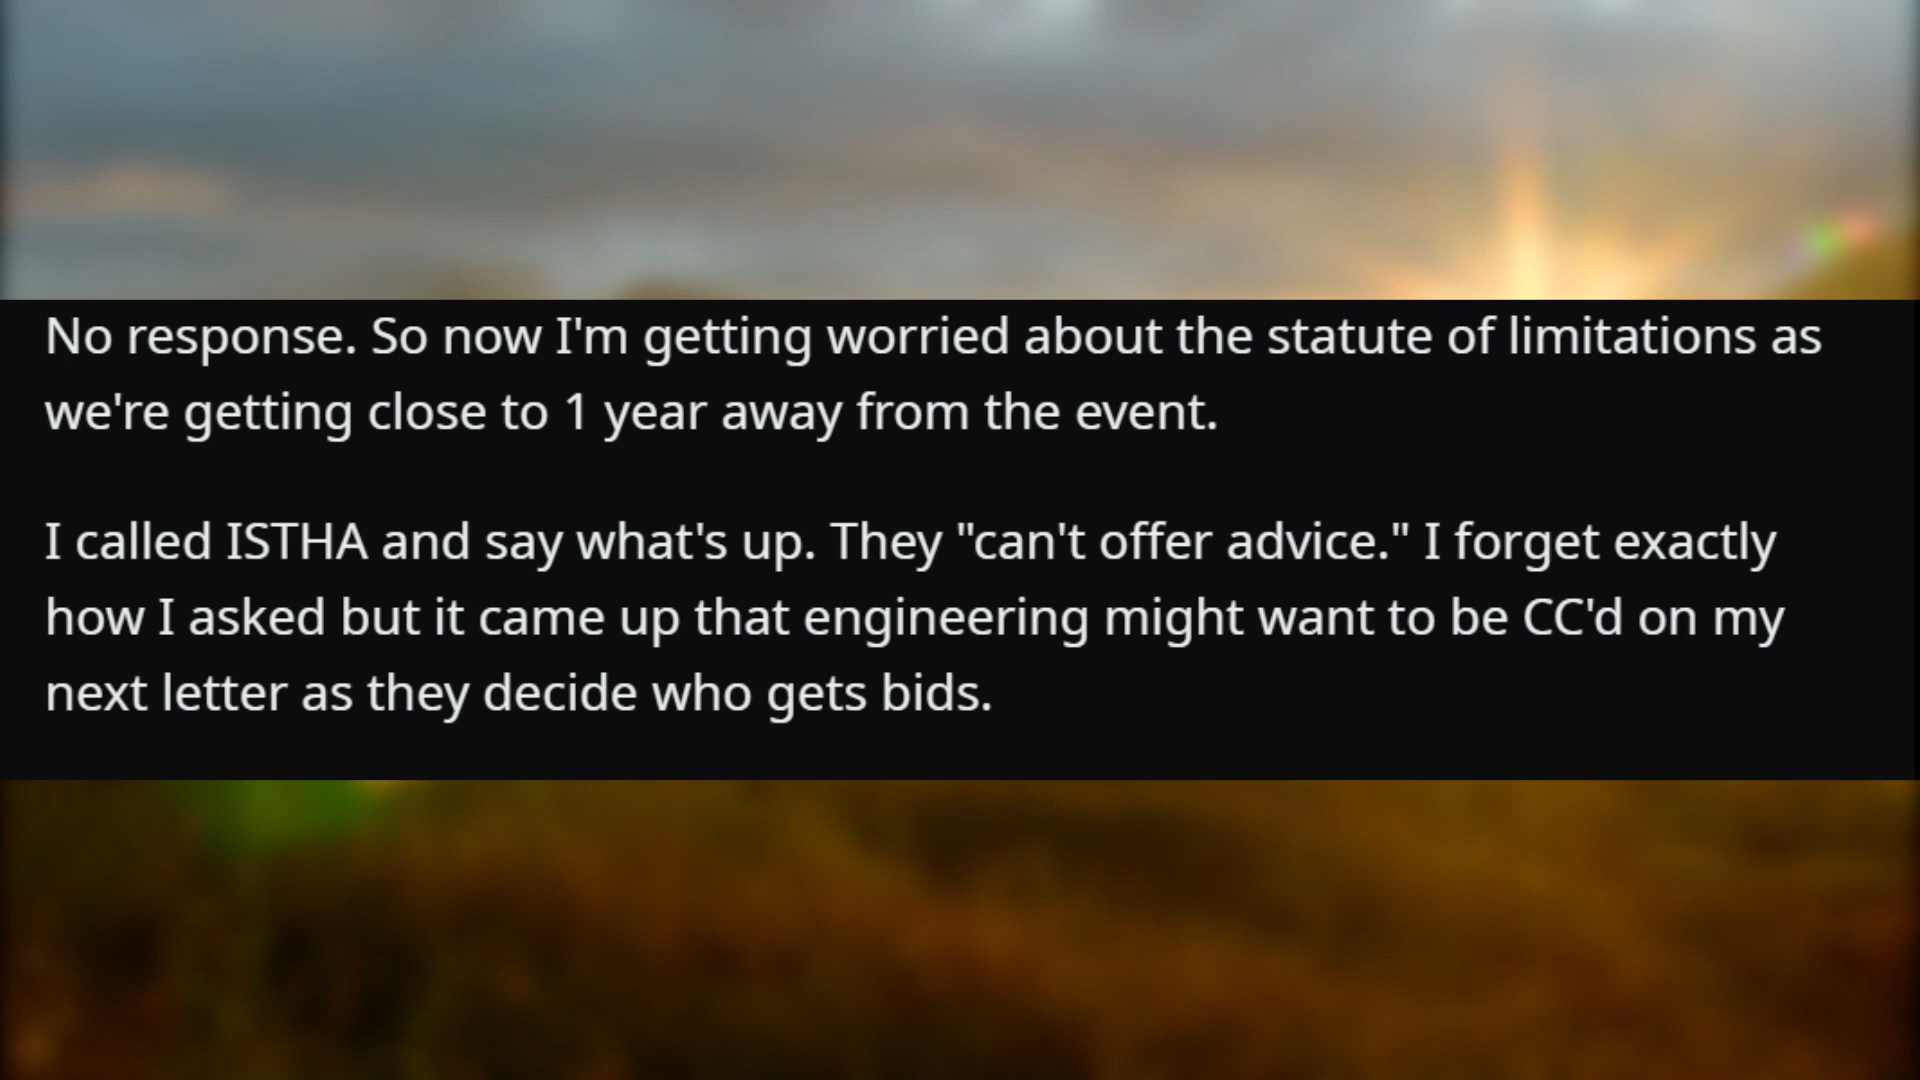 No response. So now I'm getting worried about the statute of limitations as
we're getting close to 1 year away from the event.
I called ISTHA and say what's up. They "can't offer advice." I forget exactly
how I asked but it came up that engineering might want to be CC'd on my
next letter as they decide who gets bids.